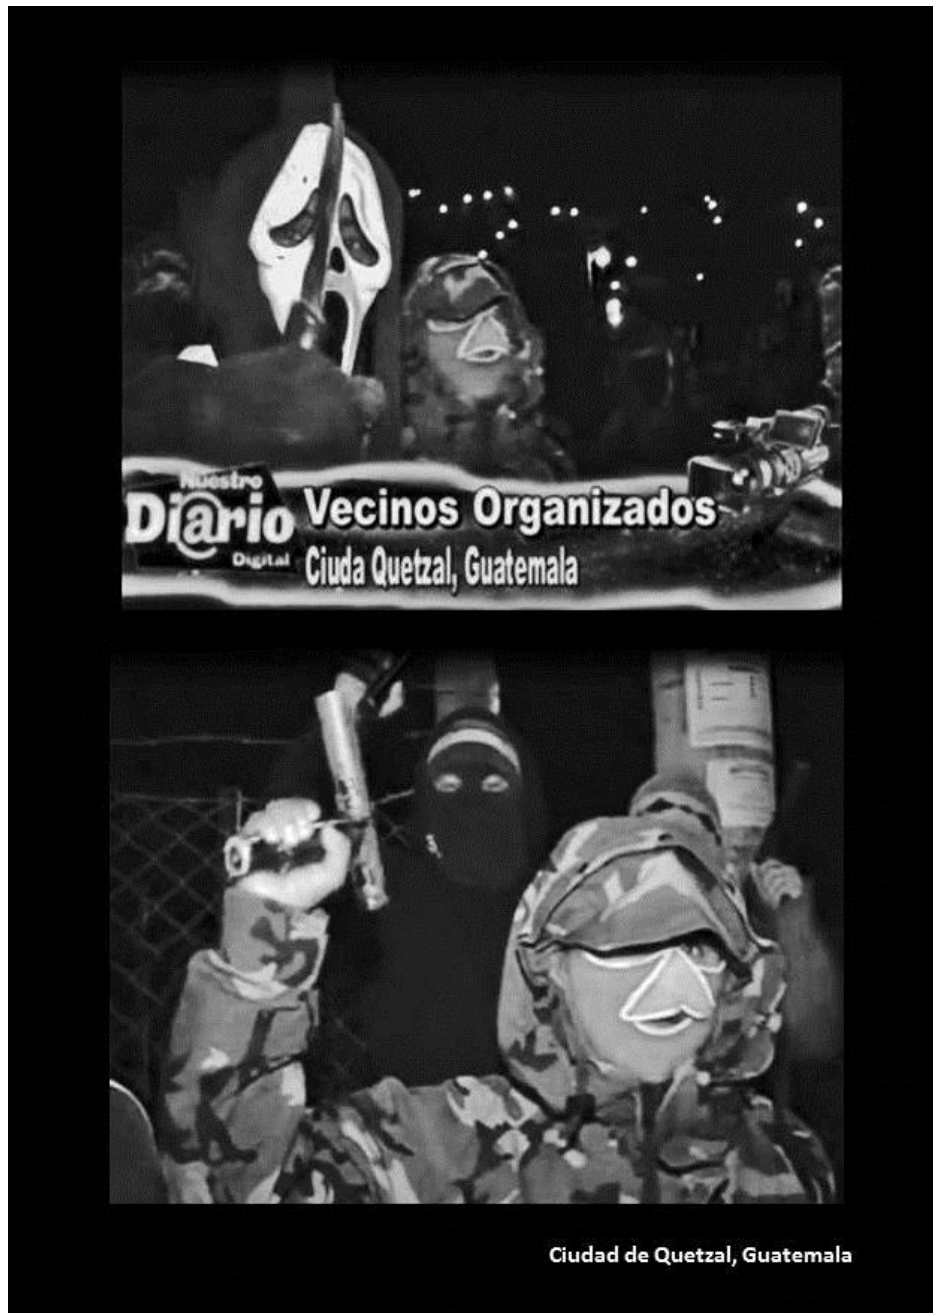 Nuestro
Di@rio
Digital
Vecinos Organizados
Ciuda Quetzal, Guatemala
Ciudad de Quetzal, Guatemala